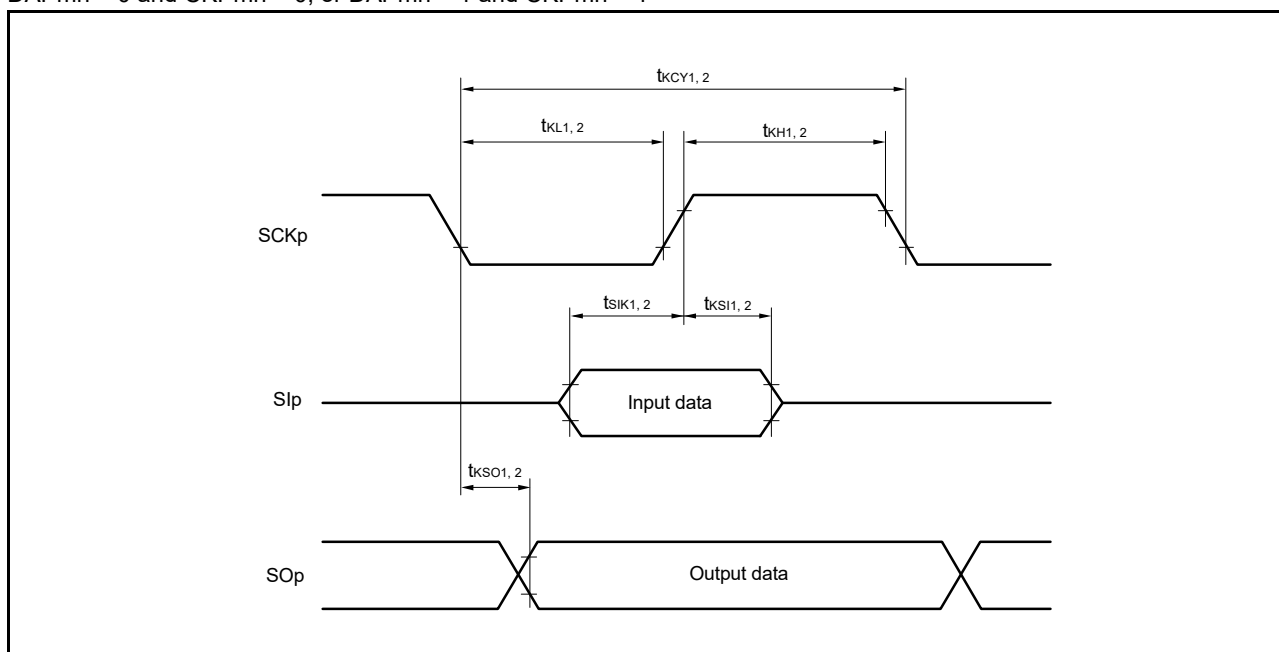 tKCY1, 2
tKL1, 2
tKH1, 2
SCKp
tSIK1, 2
tKSI1, 2
SIp
Input data
tKSO1, 2
SOp
Output data